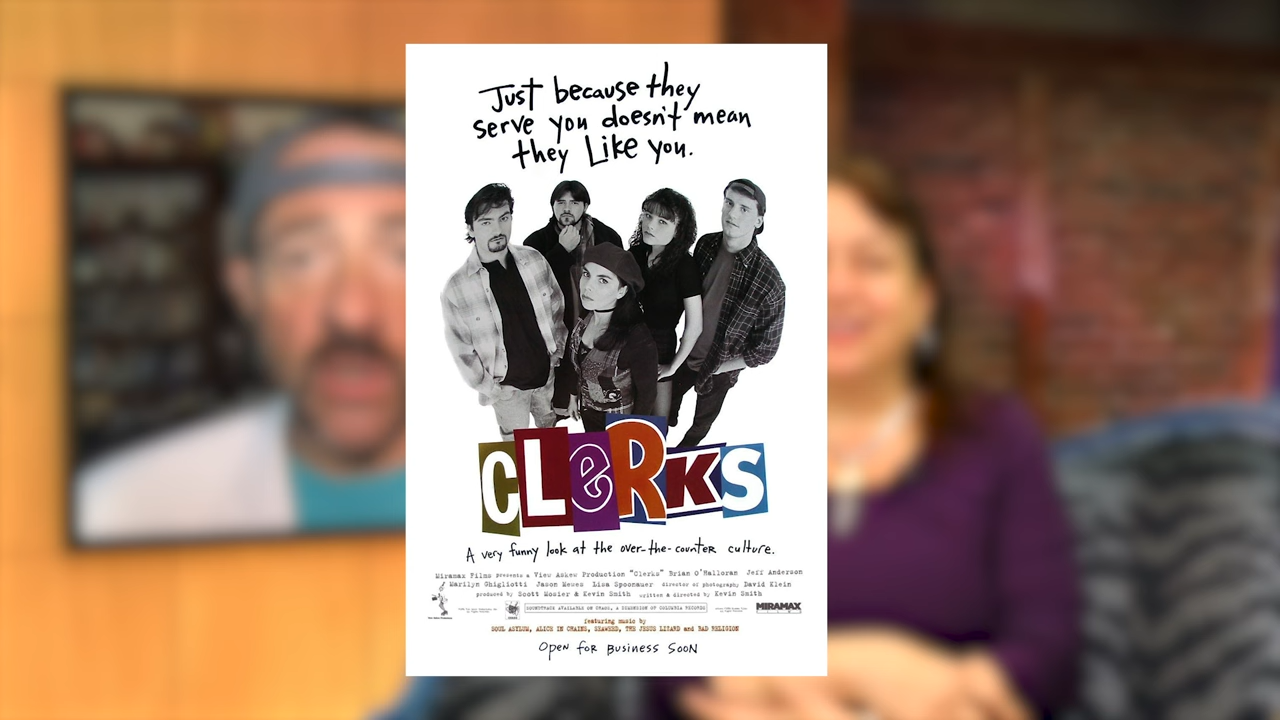 Just because they
serve you doesn't mean
they Like you.
CLeRKS
A very funny look at the over-the-counter culture.
Miramax Films presents a View Askew Production "Clerks" Brian O'Halloran Jeff Anderson
Marilyn Ghigliotti Jason Mewes Lisa Spoonauer director of photography David Klein
produced by Scott Mosier & Kevin Smith written & directed by Kevin Smith
SOUNDTRACK AVAILABLE ON CHAOS, A DIMENSION OF COLUMBIA RECORDS
MIRAMAX
featuring music by
SOUL ASYLUM, ALICE IN CHAINS, SEAWEED, THE JESUS LIZARD and BAD RELIGION
Open for Business Soon